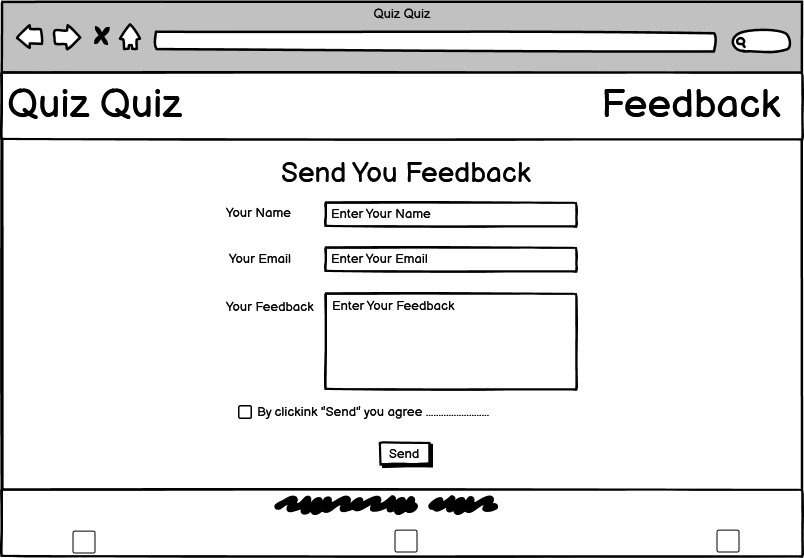 Quiz Quiz
Quiz Quiz
Feedback
Send You Feedback
Your Name
Enter Your Name
Your Email
Enter Your Email
Your Feedback
Enter Your Feedback
By clickink "Send" you agree .........................
Send